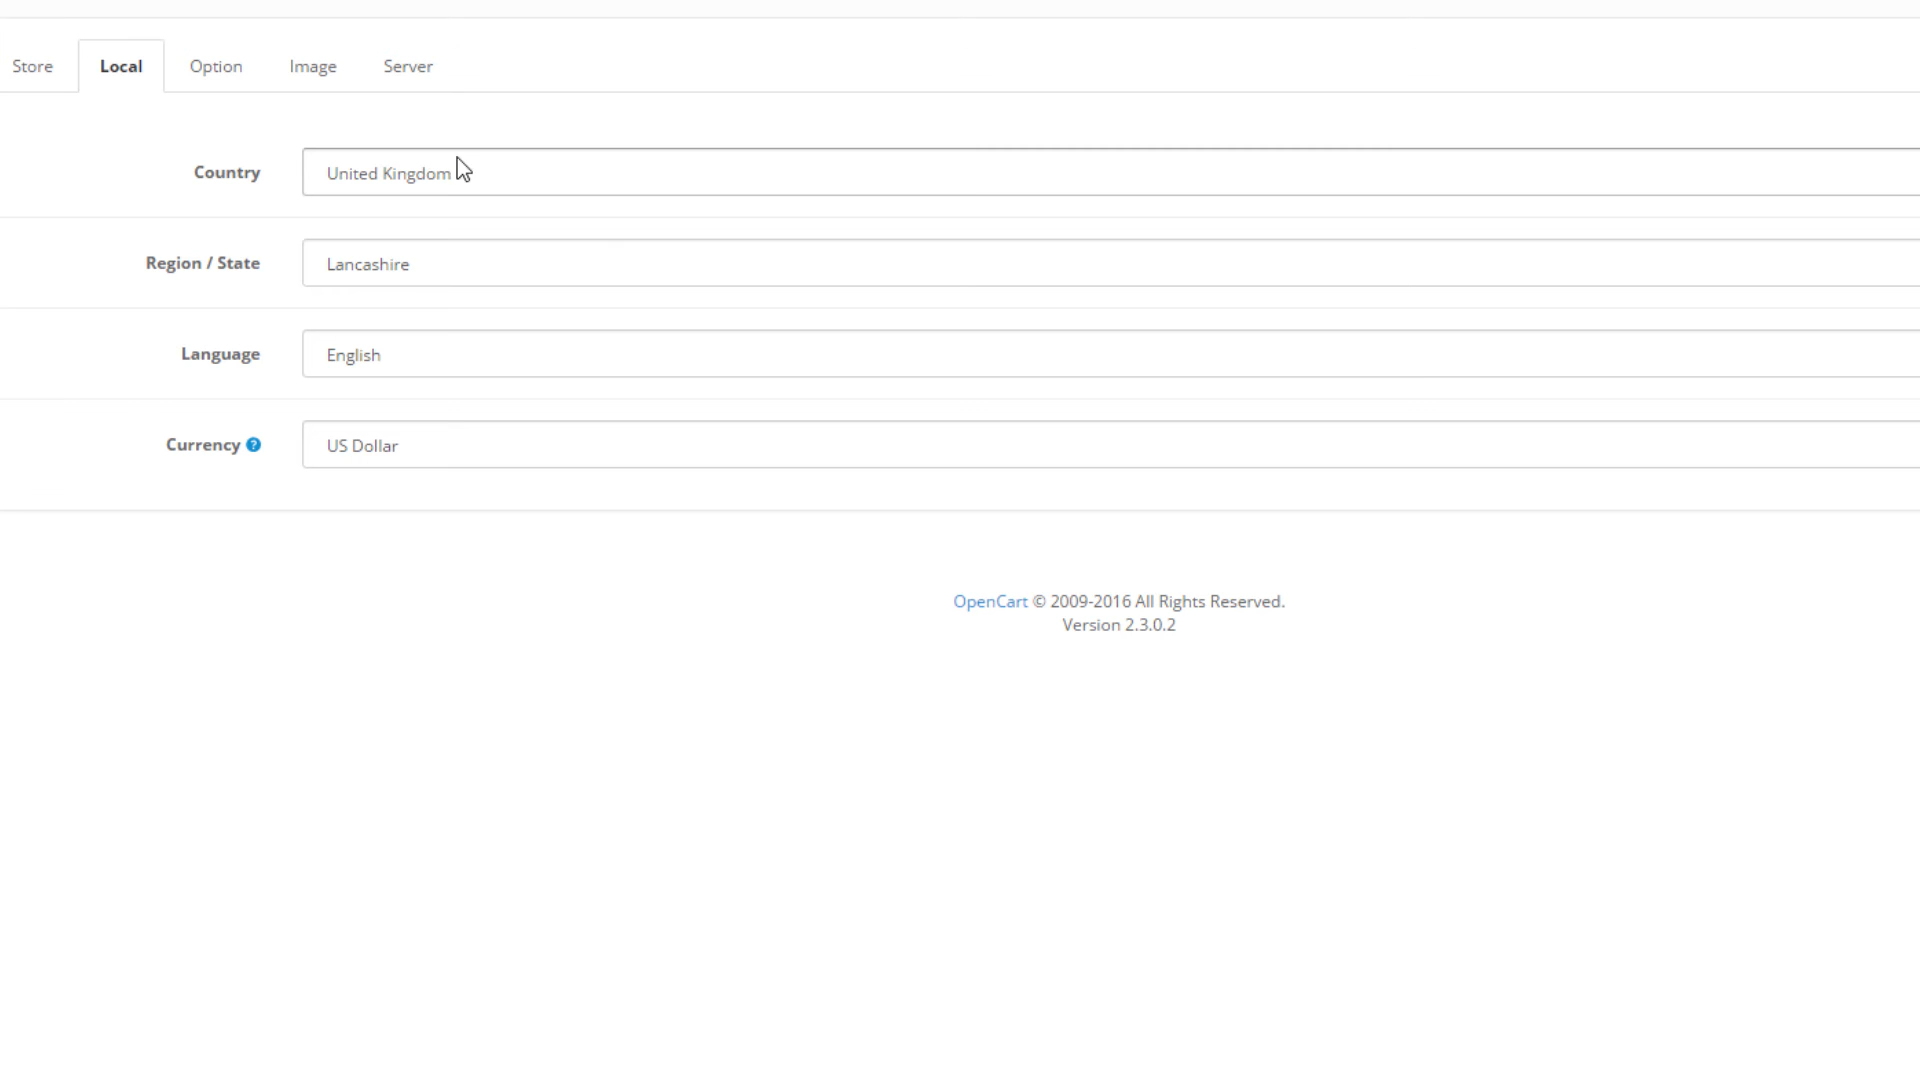 Store Local Option Image Server
Country United Kingdom
Region / State Lancashire
Language English
Currency ? US Dollar
OpenCart © 2009-2016 All Rights Reserved.
Version 2.3.0.2